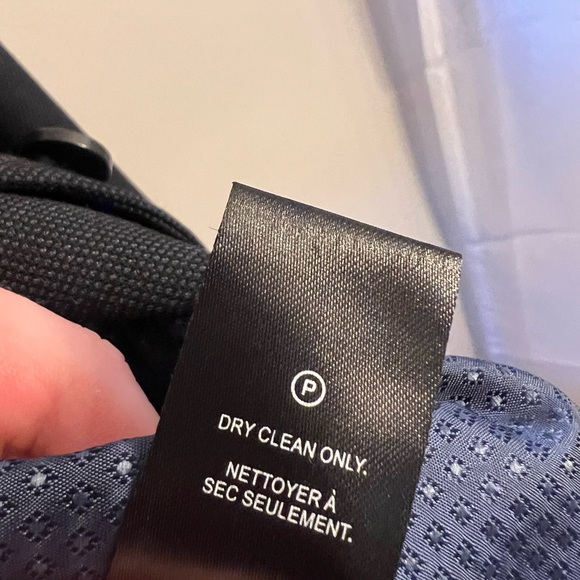 P
DRY CLEAN ONLY.
NETTOYER À
SEC SEULEMENT.